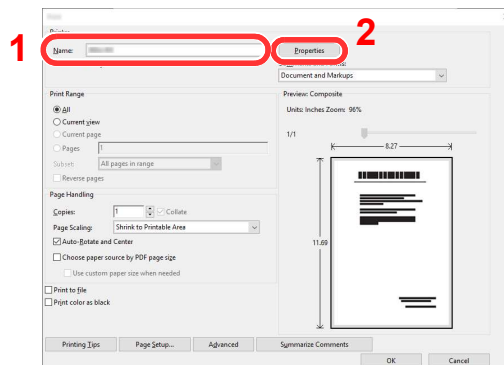 1
2
Name:
Properties
Document and Markups
Print Range
All
Current view
Current page
Pages
1
Subset:
All pages in range
Reverse pages
Page Handling
Copies:
1
Collate
Page Scaling:
Shrink to Printable Area
Auto-Rotate and Center
Choose paper source by PDF page size
Use custom paper size when needed
Print to file
Print color as black
Preview: Composite
Units: Inches Zoom: 96%
1/1
8.27
11.69
Printing Tips
Page Setup...
Advanced
Summarize Comments
OK
Cancel